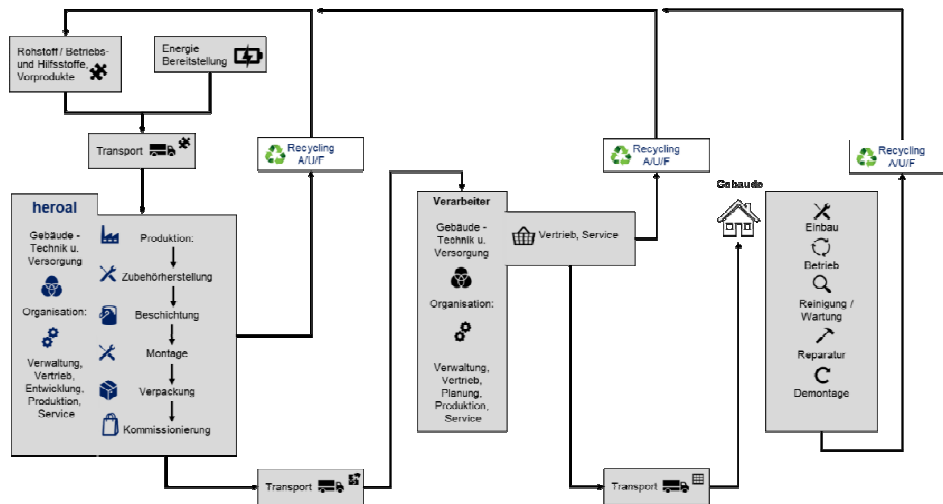 Rohstoff / Betriebs-
und Hilfsstoffe,
Vorprodukte
Energie
Bereitstellung
Transport
Recycling
A/U/F
Recycling
A/U/F
Recycling
A/U/F
heroal
Gebäude -
Technik u.
Versorgung
Organisation:
Verwaltung,
Vertrieb,
Entwicklung,
Produktion,
Service
Produktion:
Zubehörherstellung
Beschichtung
Montage
Verpackung
Kommissionierung
Transport
Verarbeiter
Gebäude -
Technik u.
Versorgung
Organisation:
Verwaltung,
Vertrieb,
Planung,
Produktion,
Service
Vertrieb, Service
Transport
Gebäude
Einbau
Betrieb
Reinigung /
Wartung
Reparatur
Demontage